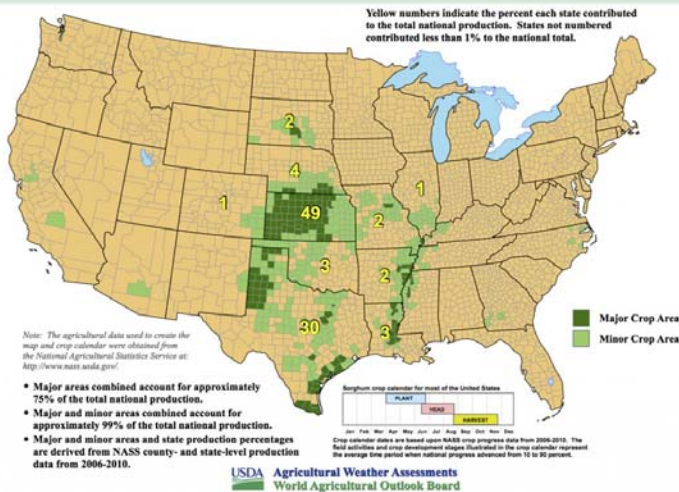 Yellow numbers indicate the percent each state contributed
to the total national production. States not numbered
contributed less than 1% to the national total.
2
4
1
1
49
2
3
2
30
3
Major Crop Area
Minor Crop Area
Note: The agricultural data used to create the
map and crop calendar were obtained from
the National Agricultural Statistics Service at:
http://www.nass.usda.gov/.
• Major areas combined account for approximately
75% of the total national production.
• Major and minor areas combined account for
approximately 99% of the total national production.
• Major and minor areas and state production percentages
are derived from NASS county- and state-level production
data from 2006-2010.
Sorghum crop calendar for most of the United States
PLANT
HEAD
HARVEST
Jan Feb Mar Apr May Jun Jul Aug Sep Oct Nov Dec
Crop calendar dates are based upon NASS crop progress data from 2006-2010. The
field activities and crop development stages illustrated in the crop calendar represent
the average time period when national progress advanced from 10 to 90 percent.
USDA Agricultural Weather Assessments
World Agricultural Outlook Board